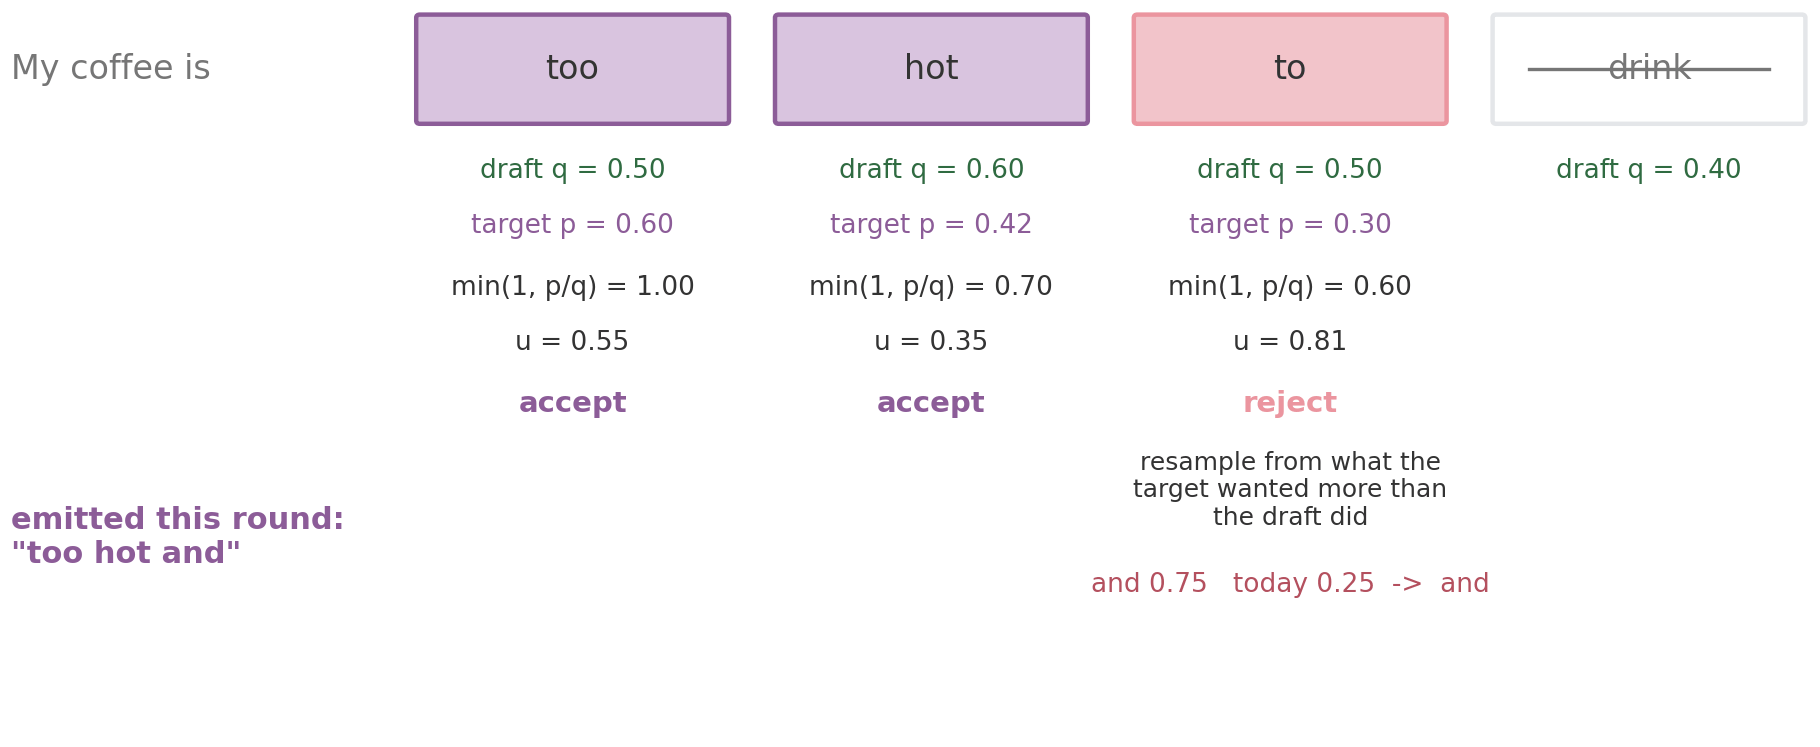 My coffee is
too
hot
to
drink
draft q = 0.50
draft q = 0.60
draft q = 0.50
draft q = 0.40
target p = 0.60
target p = 0.42
target p = 0.30
min(1, p/q) = 1.00
min(1, p/q) = 0.70
min(1, p/q) = 0.60
u = 0.55
u = 0.35
u = 0.81
accept
accept
reject
resample from what the
target wanted more than
the draft did
emitted this round:
"too hot and"
and 0.75   today 0.25  ->  and